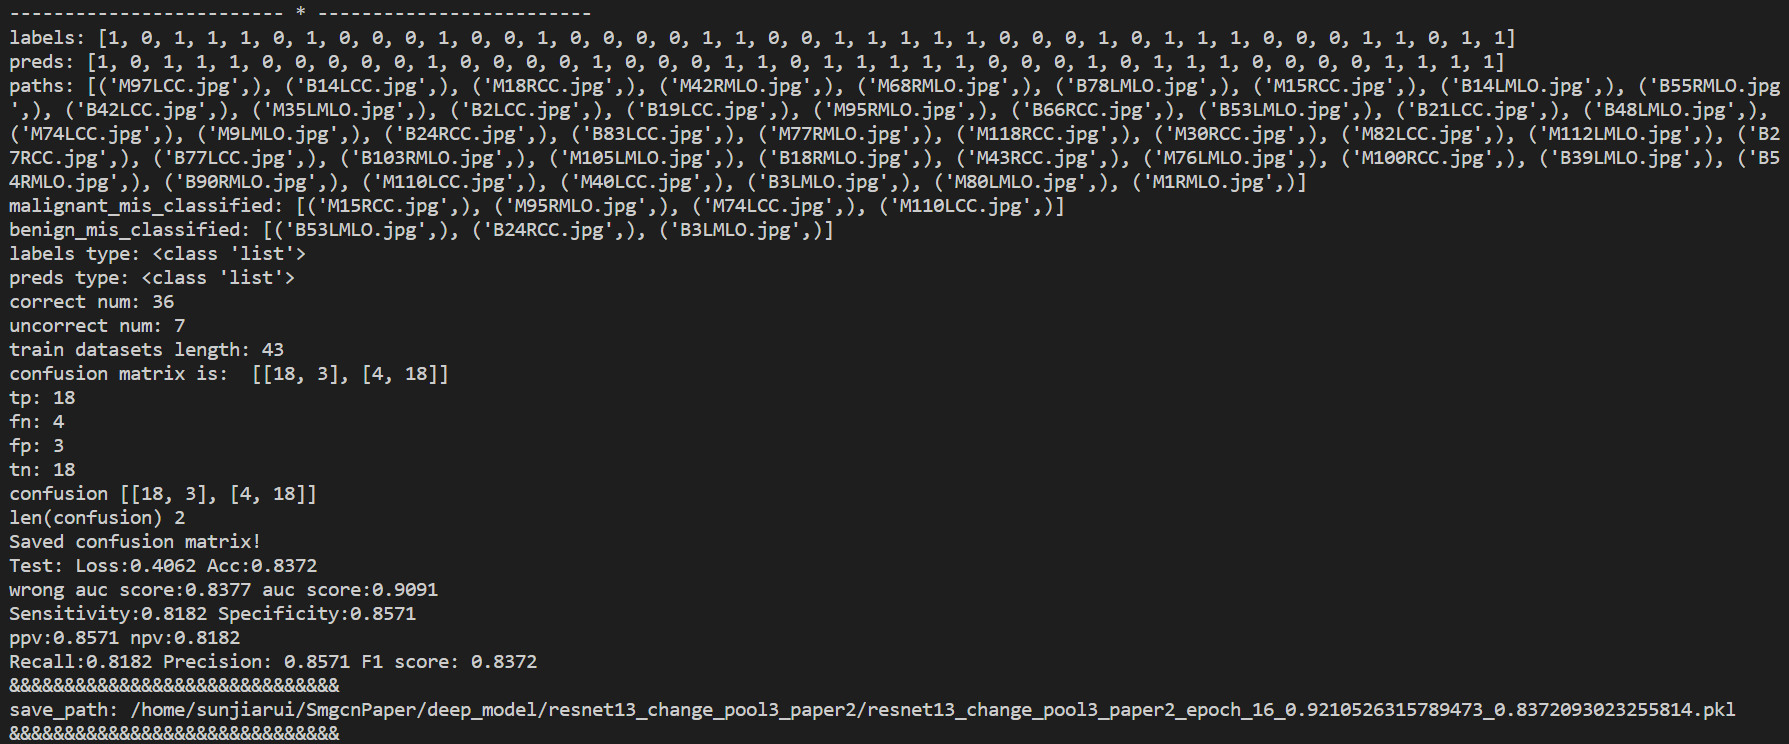 ------------------------- * -------------------------
labels: [1, 0, 1, 1, 1, 0, 1, 0, 0, 0, 1, 0, 0, 1, 0, 0, 0, 0, 1, 1, 0, 0, 1, 1, 1, 1, 1, 0, 0, 0, 1, 0, 1, 1, 1, 0, 0, 0, 1, 1, 0, 1, 1]
preds: [1, 0, 1, 1, 1, 0, 0, 0, 0, 0, 1, 0, 0, 0, 0, 1, 0, 0, 0, 1, 1, 0, 1, 1, 1, 1, 1, 0, 0, 0, 1, 0, 1, 1, 1, 0, 0, 0, 0, 1, 1, 1, 1]
paths: [('M97LCC.jpg',), ('B14LCC.jpg',), ('M18RCC.jpg',), ('M42RMLO.jpg',), ('M68RMLO.jpg',), ('B78LMLO.jpg',), ('M15RCC.jpg',), ('B14LMLO.jpg',), ('B55RMLO.jpg
',), ('B42LCC.jpg',), ('M35LMLO.jpg',), ('B2LCC.jpg',), ('B19LCC.jpg',), ('M95RMLO.jpg',), ('B66RCC.jpg',), ('B53LMLO.jpg',), ('B21LCC.jpg',), ('B48LMLO.jpg',),
('M74LCC.jpg',), ('M9LMLO.jpg',), ('B24RCC.jpg',), ('B83LCC.jpg',), ('M77RMLO.jpg',), ('M118RCC.jpg',), ('M30RCC.jpg',), ('M82LCC.jpg',), ('M112LMLO.jpg',), ('B2
7RCC.jpg',), ('B77LCC.jpg',), ('B103RMLO.jpg',), ('M105LMLO.jpg',), ('B18RMLO.jpg',), ('M43RCC.jpg',), ('M76LMLO.jpg',), ('M100RCC.jpg',), ('B39LMLO.jpg',), ('B5
4RMLO.jpg',), ('B90RMLO.jpg',), ('M110LCC.jpg',), ('M40LCC.jpg',), ('B3LMLO.jpg',), ('M80LMLO.jpg',), ('M1RMLO.jpg',)]
malignant_mis_classified: [('M15RCC.jpg',), ('M95RMLO.jpg',), ('M74LCC.jpg',), ('M110LCC.jpg',)]
benign_mis_classified: [('B53LMLO.jpg',), ('B24RCC.jpg',), ('B3LMLO.jpg',)]
labels type: <class 'list'>
preds type: <class 'list'>
correct num: 36
uncorrect num: 7
train datasets length: 43
confusion matrix is:  [[18, 3], [4, 18]]
tp: 18
fn: 4
fp: 3
tn: 18
confusion [[18, 3], [4, 18]]
len(confusion) 2
Saved confusion matrix!
Test: Loss:0.4062 Acc:0.8372
wrong auc score:0.8377 auc score:0.9091
Sensitivity:0.8182 Specificity:0.8571
ppv:0.8571 npv:0.8182
Recall:0.8182 Precision: 0.8571 F1 score: 0.8372
&&&&&&&&&&&&&&&&&&&&&&&&&&&&&&
save_path: /home/sunjiarui/SmgcnPaper/deep_model/resnet13_change_pool3_paper2/resnet13_change_pool3_paper2_epoch_16_0.9210526315789473_0.8372093023255814.pkl
&&&&&&&&&&&&&&&&&&&&&&&&&&&&&&